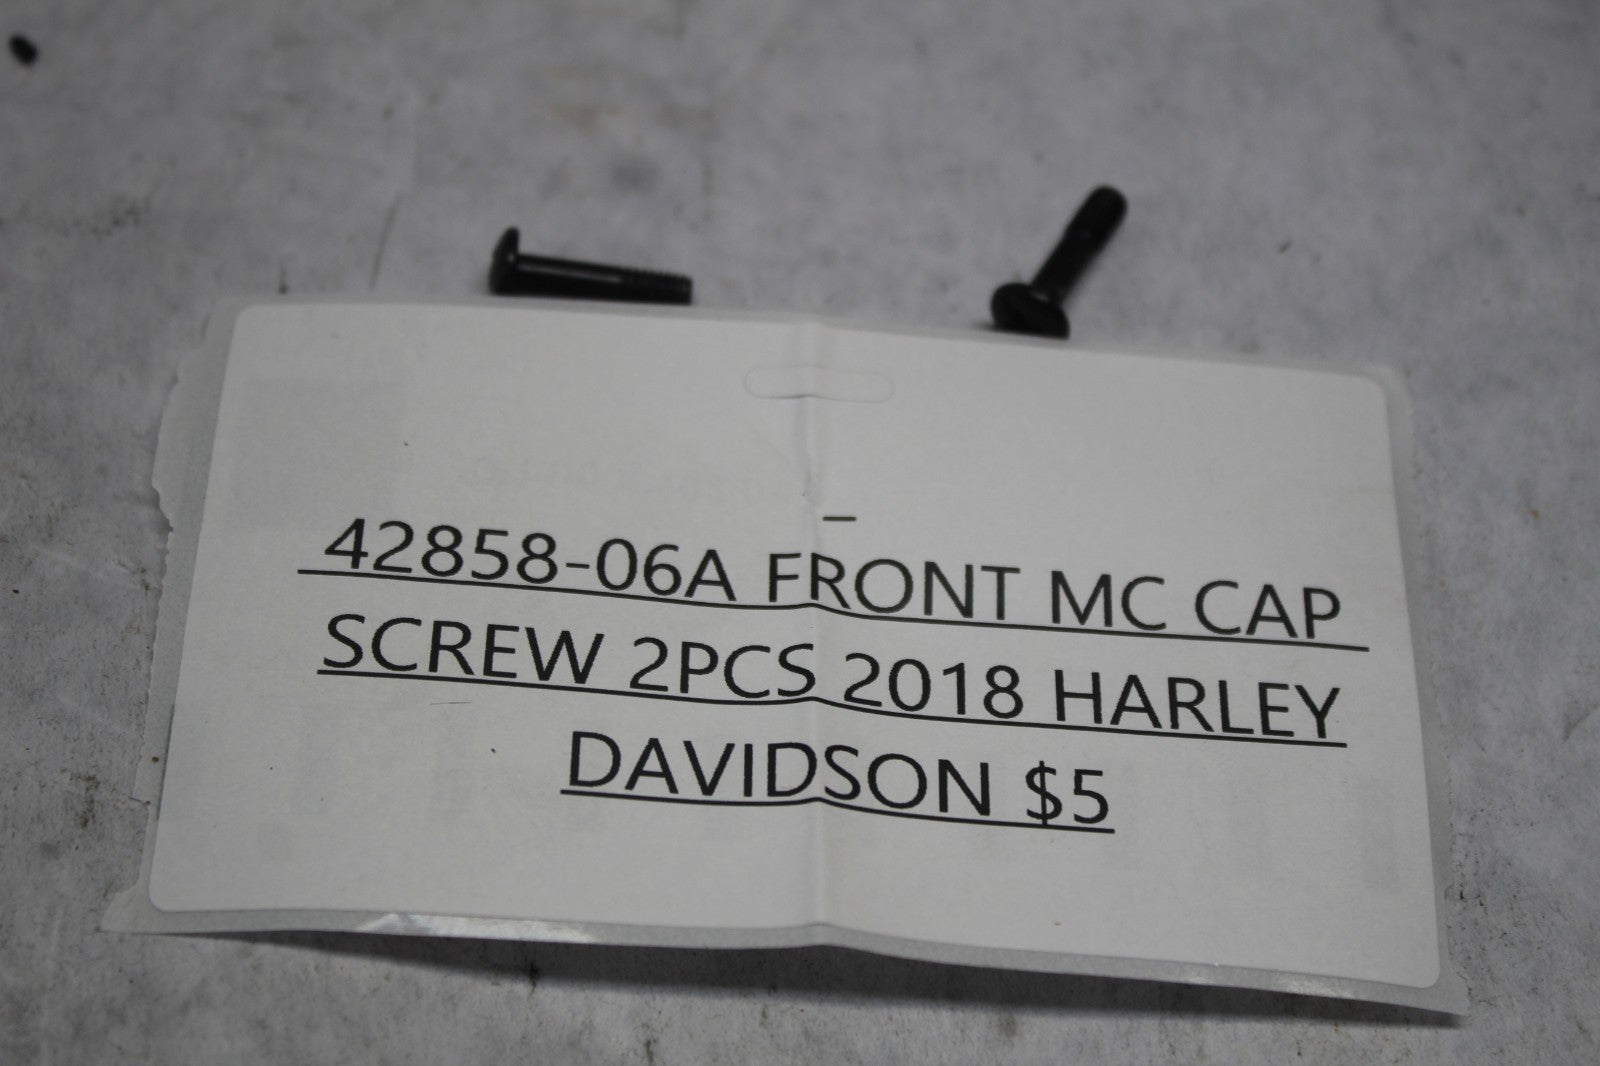 –
42858-06A FRONT MC CAP
SCREW 2PCS 2018 HARLEY
DAVIDSON $5